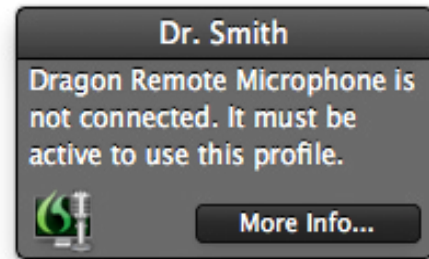 Dr. Smith
Dragon Remote Microphone is
not connected. It must be
active to use this profile.
More Info...